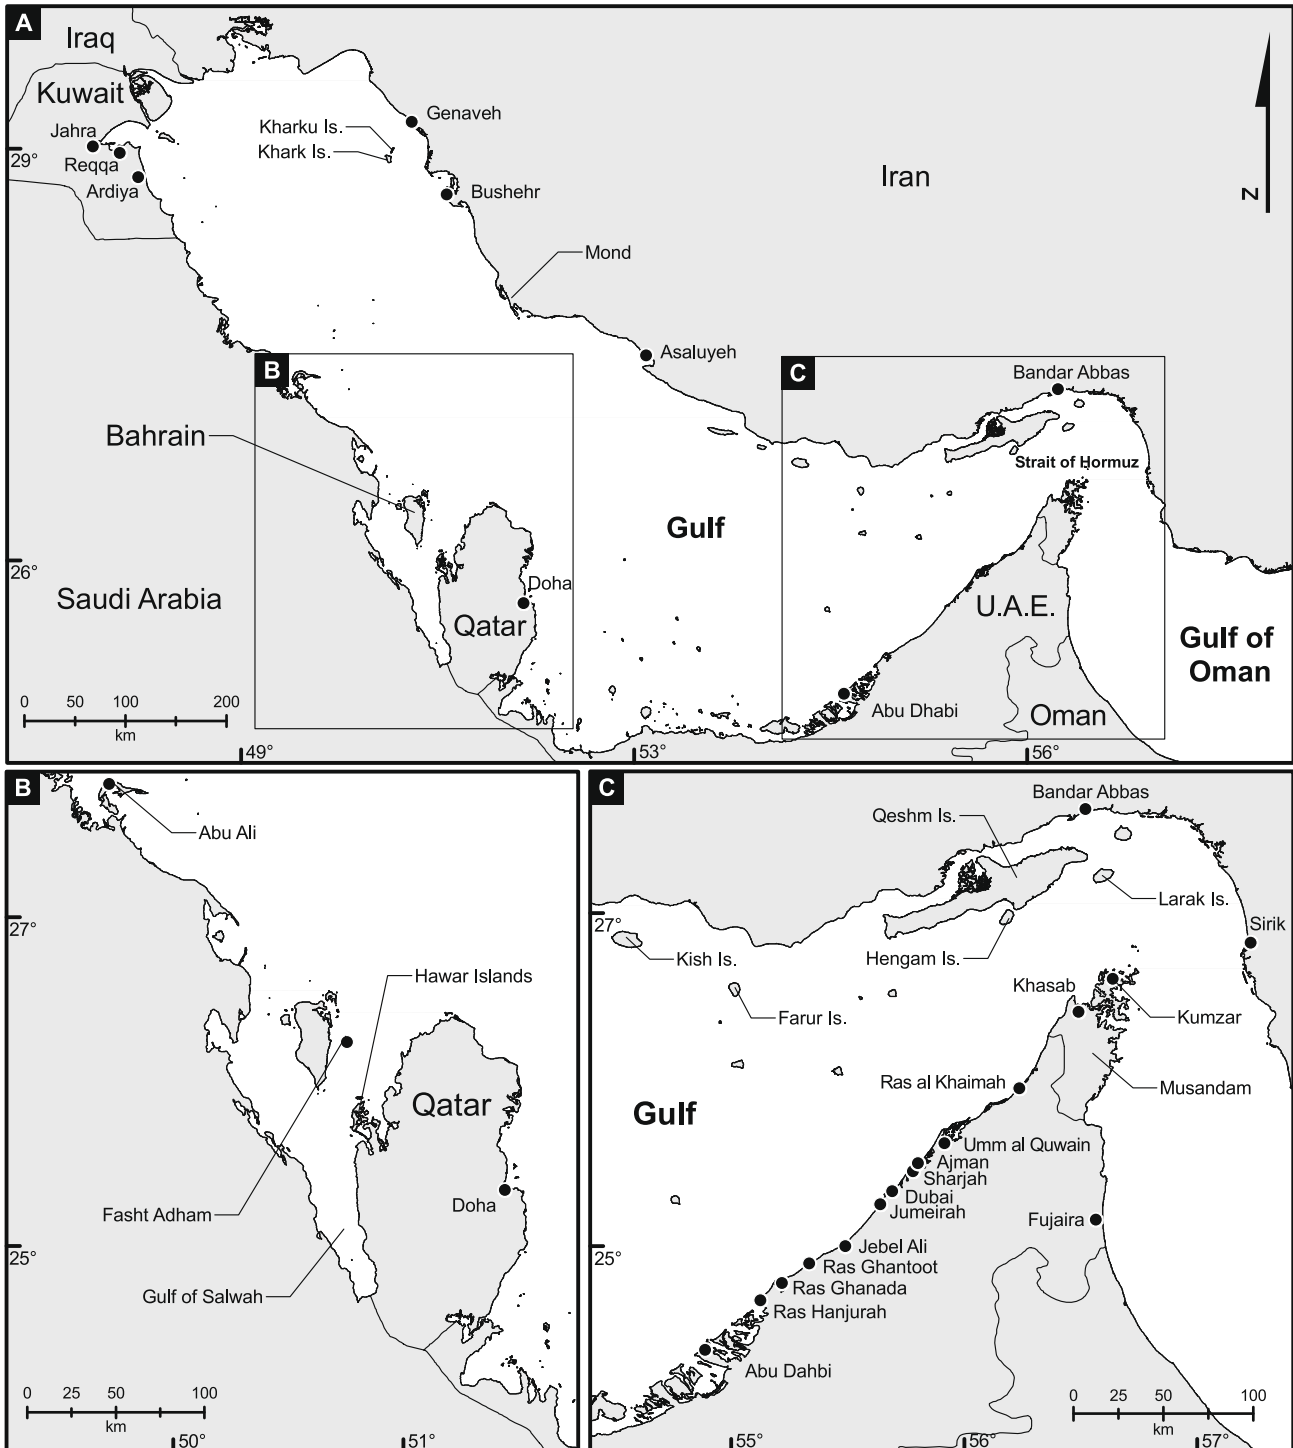 A
Iraq
Kuwait
Jahra
29°
Reqqa
Ardiya
Kharku Is.
Khark Is.
Genaveh
Bushehr
Iran
N
Mond
Asaluyeh
B
C
Bandar Abbas
Bahrain
Strait of Hormuz
Gulf
26°
Saudi Arabia
Doha
Qatar
U.A.E.
Gulf of
Oman
0 50 100 200
km
Abu Dhabi
Oman
49°
53°
56°
B
Abu Ali
27°
Hawar Islands
Qatar
Fasht Adham
Doha
25°
Gulf of Salwah
0 25 50 100
km
50°
51°
C
Bandar Abbas
Qeshm Is.
Larak Is.
27°
Sirik
Kish Is.
Hengam Is.
Khasab
Farur Is.
Kumzar
Ras al Khaimah
Musandam
Gulf
Umm al Quwain
Ajman
Sharjah
Dubai
Jumeirah
Fujaira
25°
Jebel Ali
Ras Ghantoot
Ras Ghanada
Ras Hanjurah
Abu Dahbi
0 25 50 100
km
55°
56°
57°